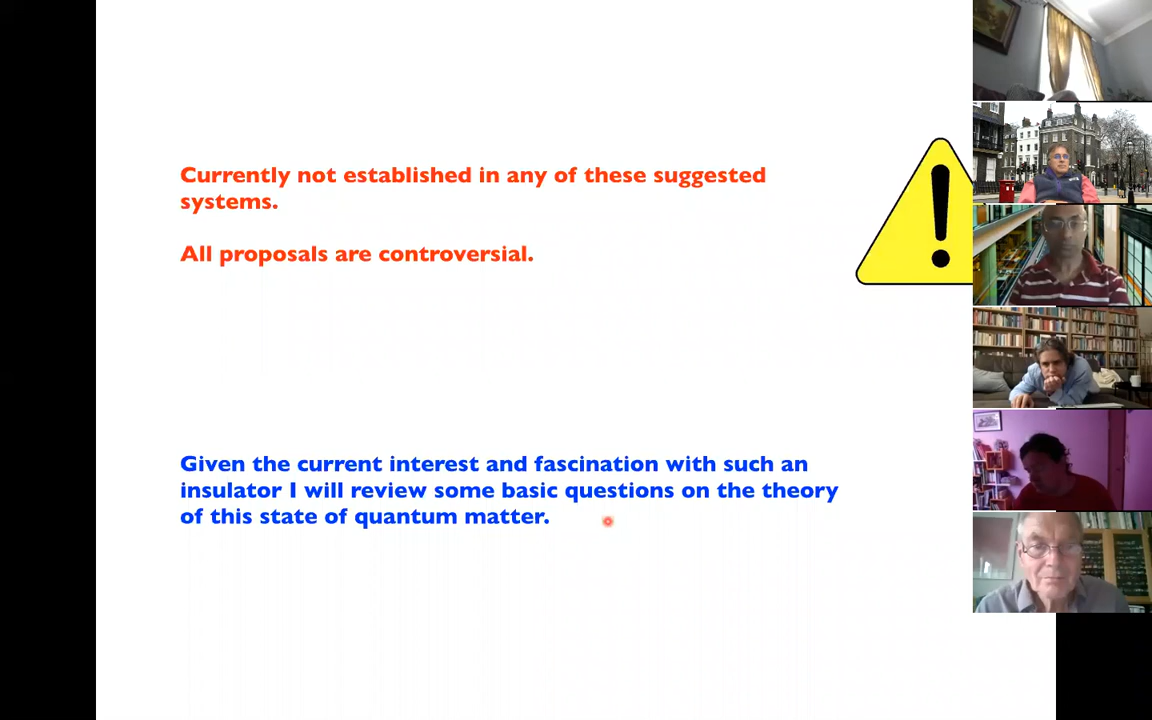 Currently not established in any of these suggested
systems.
All proposals are controversial.
Given the current interest and fascination with such an
insulator I will review some basic questions on the theory
of this state of quantum matter.